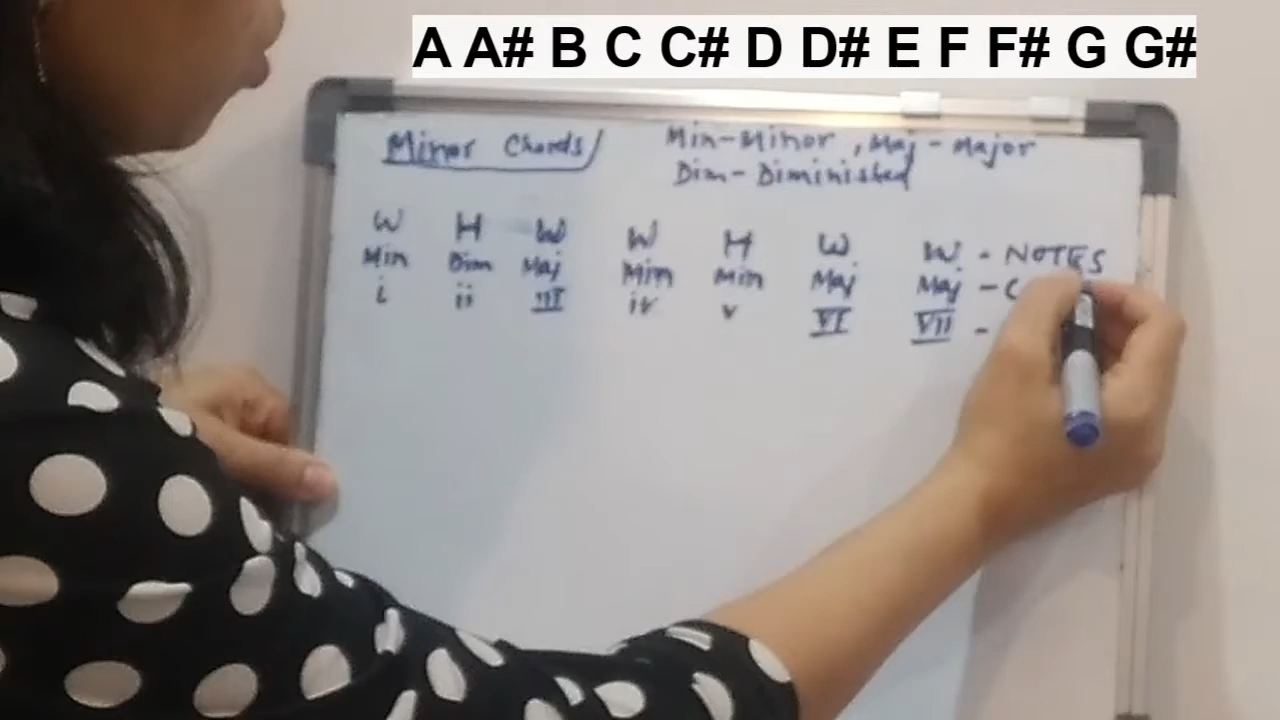 A A# B C C# D D# E F F# G G#
Minor Chords/ Min-Minor, Maj-Major
Dim-Diminished
W H W W H W W - NOTES
Min Dim Maj Min Min Maj Maj -
i ii III iv v VI VII -